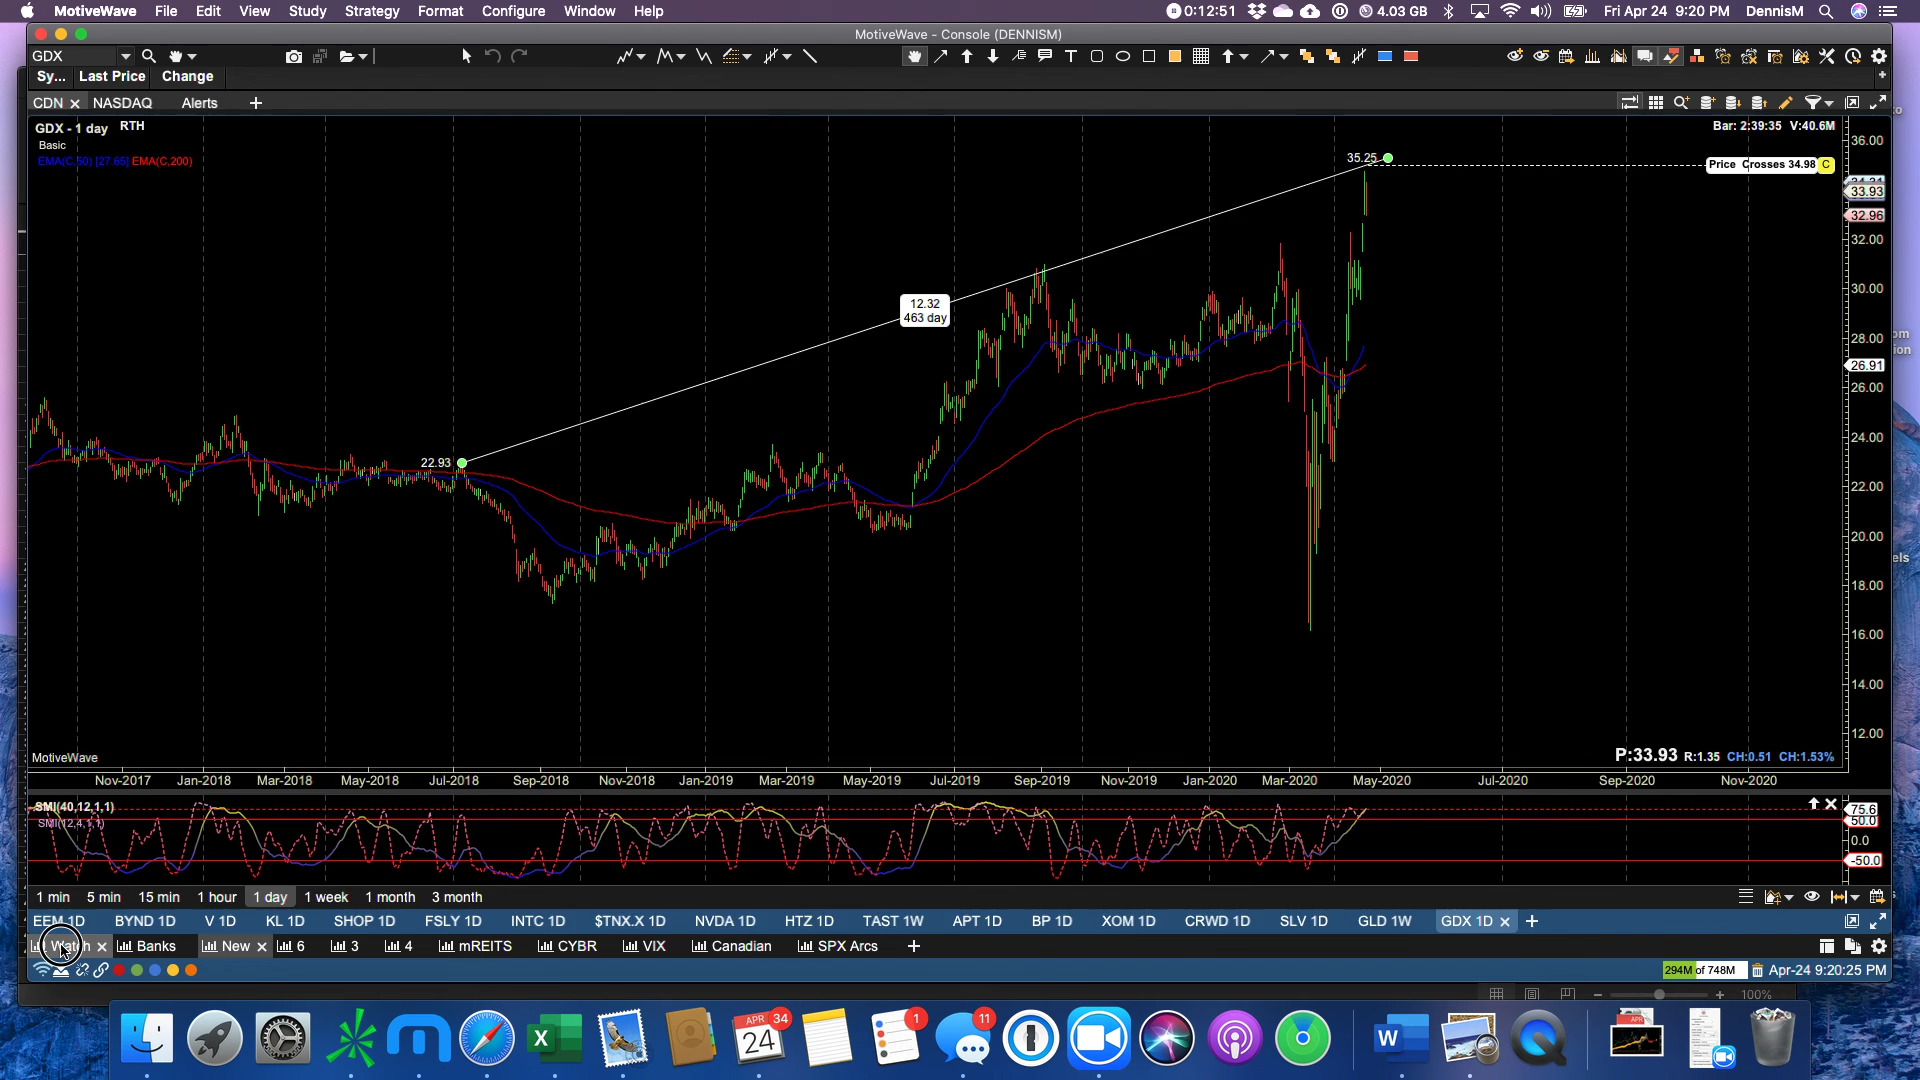 MotiveWave File Edit View Study Strategy Format Configure Window Help
0:12:51 4.03 GB Fri Apr 24 9:20 PM DennisM
MotiveWave - Console (DENNISM)
GDX
Sy... Last Price Change
CDN NASDAQ Alerts
GDX - 1 day RTH
Bar: 2:39:35 V:40.6M
Basic
EMA(C,50) [27.65] EMA(C,200)
36.00
35.25
Price Crosses 34.98 C
33.93
32.96
32.00
30.00
28.00
26.91
26.00
24.00
22.00
20.00
18.00
16.00
14.00
12.00
12.32
463 day
22.93
MotiveWave
P:33.93 R:1.35 CH:0.51 CH:1.53%
Nov-2017 Jan-2018 Mar-2018 May-2018 Jul-2018 Sep-2018 Nov-2018 Jan-2019 Mar-2019 May-2019 Jul-2019 Sep-2019 Nov-2019 Jan-2020 Mar-2020 May-2020 Jul-2020 Sep-2020 Nov-2020
SMI(40,12,1,1)
SMI(12,4,1,1)
75.6
50.0
0.0
-50.0
1 min 5 min 15 min 1 hour 1 day 1 week 1 month 3 month
EEM 1D BYND 1D V 1D KL 1D SHOP 1D FSLY 1D INTC 1D $TNX.X 1D NVDA 1D HTZ 1D TAST 1W APT 1D BP 1D XOM 1D CRWD 1D SLV 1D GLD 1W GDX 1D
Watch Banks New 6 3 4 mREITS CYBR VIX Canadian SPX Arcs
294M of 748M Apr-24 9:20:25 PM
100%
APR 24 34 1 11